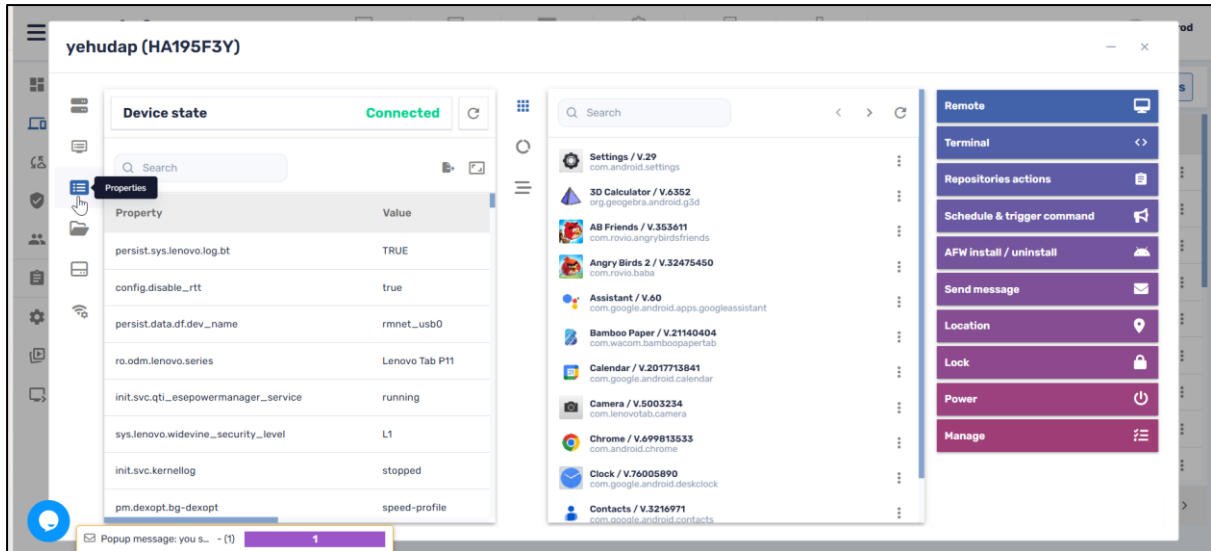 od
yehudap (HA195F3Y)
s
Device state
Connected
Search
Properties
Property
Value
persist.sys.lenovo.log.bt
TRUE
config.disable_rtt
true
persist.data.df.dev_name
rmnet_usb0
ro.odm.lenovo.series
Lenovo Tab P11
init.svc.qti_esepowermanager_service
running
sys.lenovo.widevine_security_level
L1
init.svc.kernellog
stopped
pm.dexopt.bg-dexopt
speed-profile
Search
Settings / V.29
com.android.settings
3D Calculator / V.6352
org.geogebra.android.g3d
AB Friends / V.353611
com.rovio.angrybirdsfriends
Angry Birds 2 / V.32475450
com.rovio.baba
Assistant / V.60
com.google.android.apps.googleassistant
Bamboo Paper / V.21140404
com.wacom.bamboopapertab
Calendar / V.2017713841
com.google.android.calendar
Camera / V.5003234
com.lenovotab.camera
Chrome / V.699813533
com.android.chrome
Clock / V.76005890
com.google.android.deskclock
Contacts / V.3216971
com.google.android.contacts
Remote
Terminal
Repositories actions
Schedule & trigger command
AFW install / uninstall
Send message
Location
Lock
Power
Manage
Popup message: you s... - (1)
1